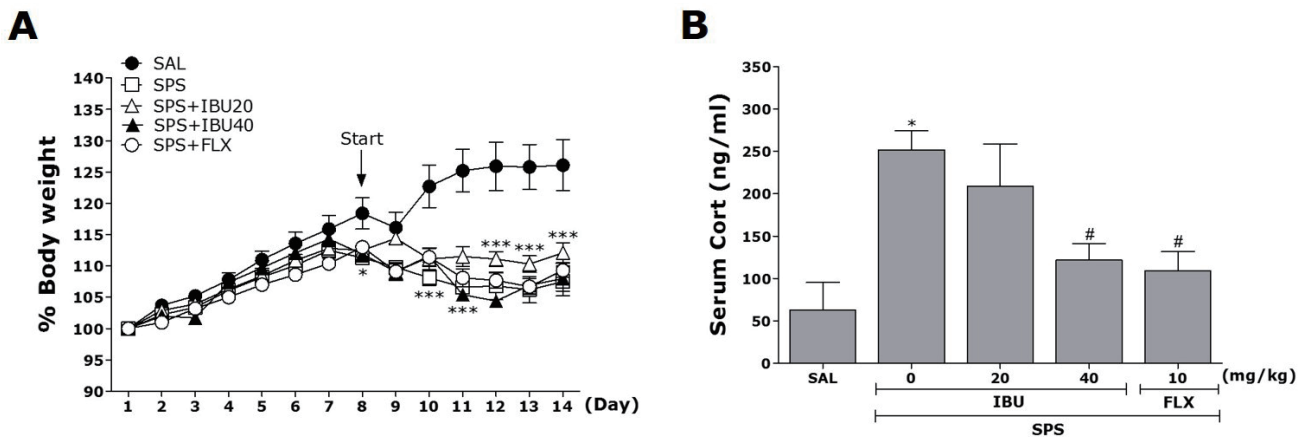 A
SAL
SPS
SPS+IBU20
SPS+IBU40
SPS+FLX
% Body weight
140
135
130
125
120
115
110
105
100
95
90
Start
*
***
***
***
***
***
1 2 3 4 5 6 7 8 9 10 11 12 13 14 (Day)
B
Serum Cort (ng/ml)
350
300
250
200
150
100
50
0
*
#
#
SAL 0 20 40 10 (mg/kg)
IBU FLX
SPS